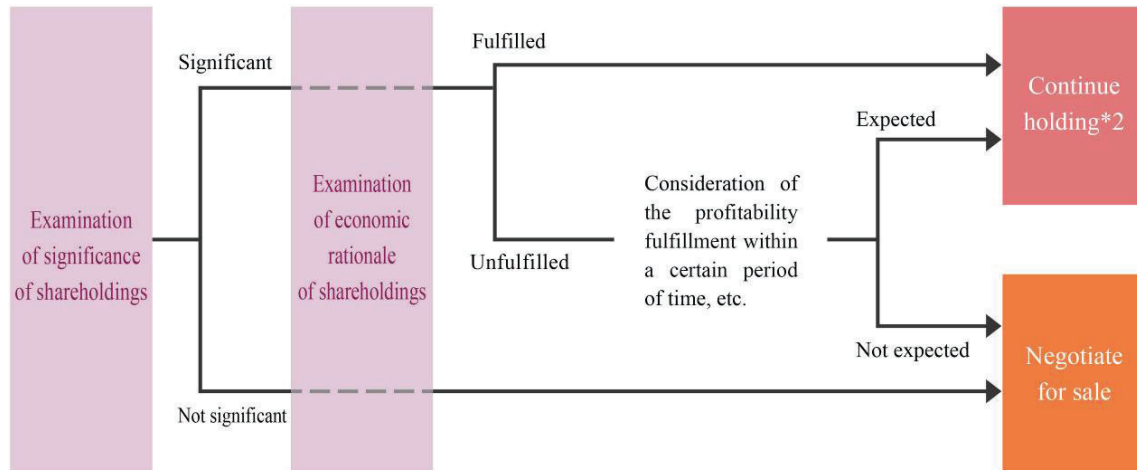 Examination
of significance
of shareholdings
Significant
Not significant
Examination
of economic
rationale
of shareholdings
Fulfilled
Unfulfilled
Consideration of
the profitability
fulfillment within
a certain period
of time, etc.
Expected
Not expected
Continue
holding*2
Negotiate
for sale